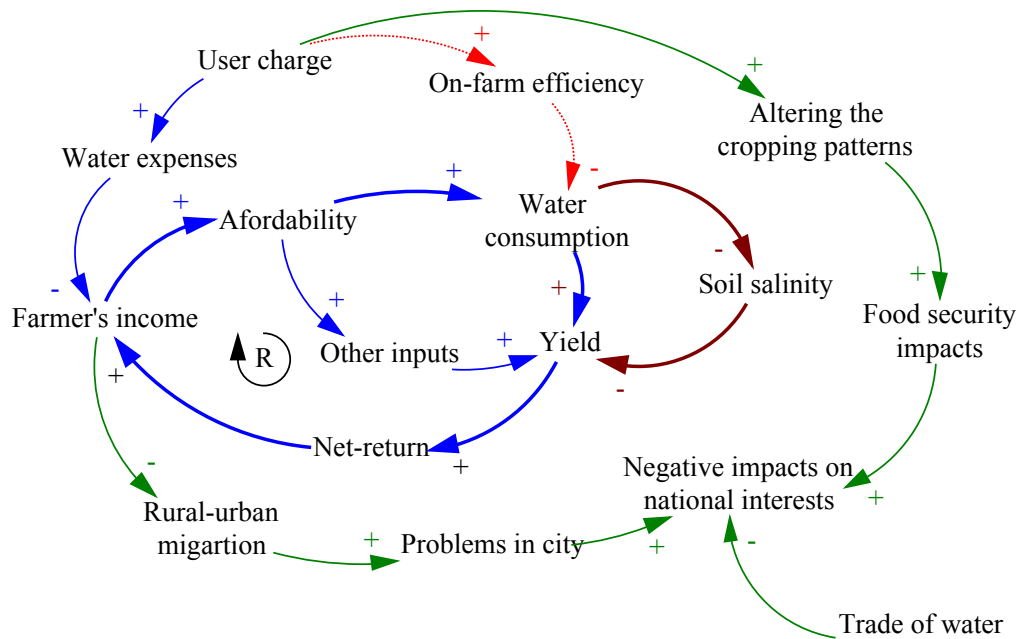 User charge
+
On-farm efficiency
+
Altering the
cropping patterns
+
Water expenses
+
Afordability
+
-
Water
consumption
-
Soil salinity
-
Farmer's income
+
+
+
Food security
impacts
R
Other inputs
+
Yield
+
-
Net-return
+
-
Negative impacts on
national interests
+
Rural-urban
migartion
+
Problems in city
+
-
Trade of water